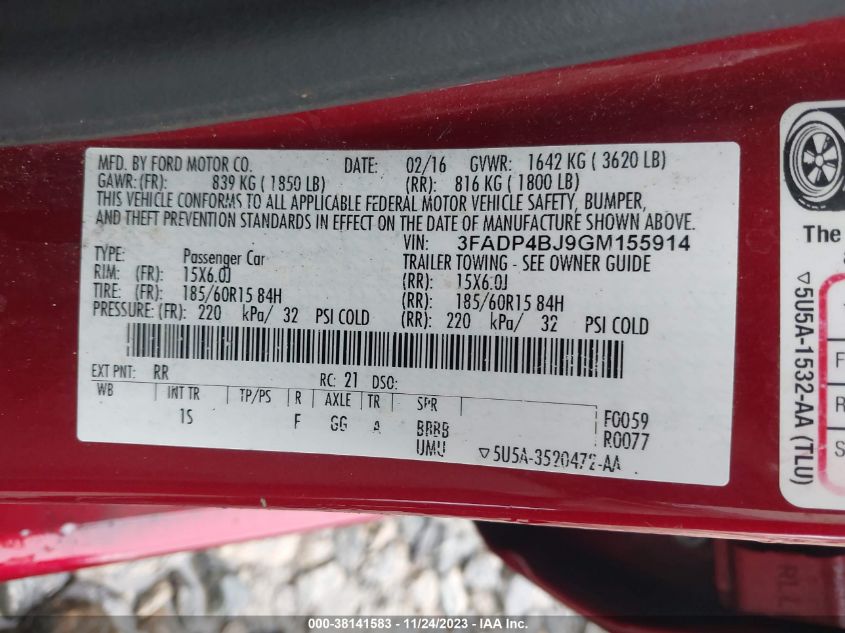 MFD. BY FORD MOTOR CO. DATE: 02/16 GVWR: 1642 KG ( 3620 LB)
GAWR:(FR): 839 KG ( 1850 LB) (RR): 816 KG ( 1800 LB)
THIS VEHICLE CONFORMS TO ALL APPLICABLE FEDERAL MOTOR VEHICLE SAFETY, BUMPER,
AND THEFT PREVENTION STANDARDS IN EFFECT ON THE DATE OF MANUFACTURE SHOWN ABOVE.
VIN: 3FADP4BJ9GM155914
TYPE: Passenger Car TRAILER TOWING - SEE OWNER GUIDE
RIM: (FR): 15X6.0J (RR): 15X6.0J
TIRE: (FR): 185/60R15 84H (RR): 185/60R15 84H
PRESSURE: (FR): 220 kPa/ 32 PSI COLD (RR): 220 kPa/ 32 PSI COLD
EXT PNT: RR RC: 21 DSO:
WB INT TR TP/PS R AXLE TR SPR
1S F GG A BBBB F0059
UMU R0077
▽5U5A-3520472-AA
The
▽5U5A-1532-AA (TLU)
F
R
S
000-38141583 - 11/24/2023 - IAA Inc.